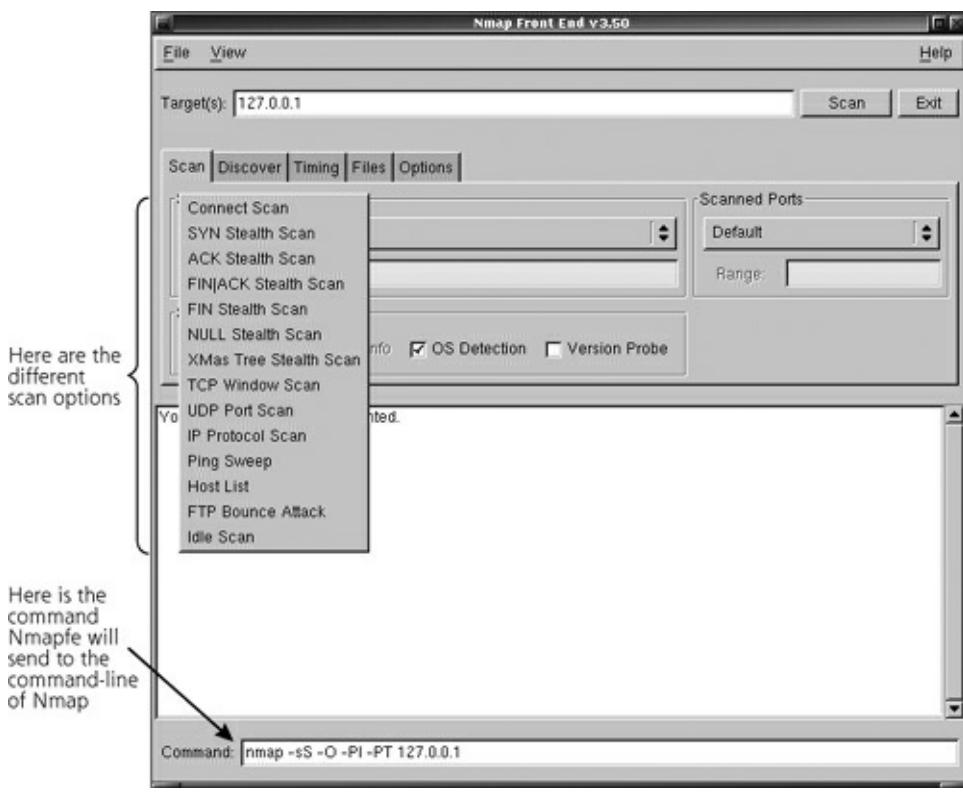 Nmap Front End v3.50
File View Help
Target(s): 127.0.0.1 Scan Exit
Scan Discover Timing Files Options
Connect Scan
SYN Stealth Scan
ACK Stealth Scan
FIN|ACK Stealth Scan
FIN Stealth Scan
NULL Stealth Scan
XMas Tree Stealth Scan
TCP Window Scan
UDP Port Scan
IP Protocol Scan
Ping Sweep
Host List
FTP Bounce Attack
Idle Scan
Scanned Ports
Default
Range:
OS Detection Version Probe
Here are the
different
scan options
Here is the
command
Nmapfe will
send to the
command-line
of Nmap
Command: nmap -sS -O -PI -PT 127.0.0.1